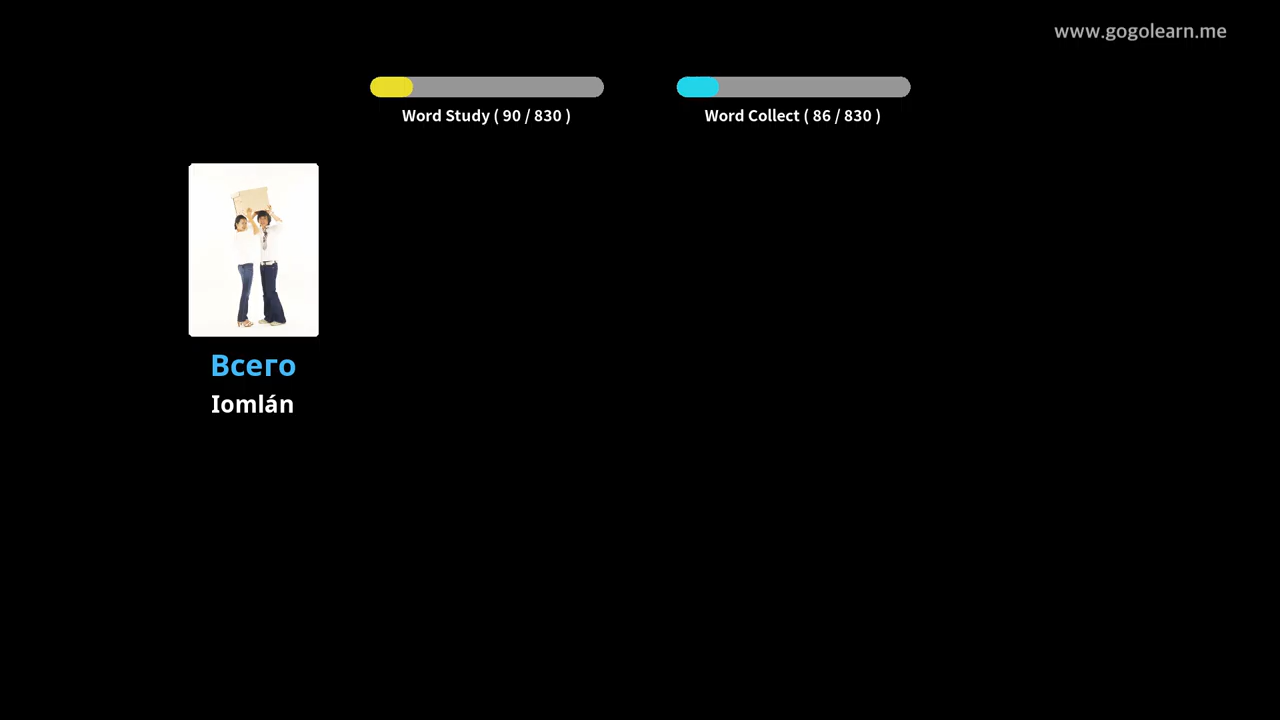 www.gogolearn.me
Word Study ( 90 / 830 )
Word Collect ( 86 / 830 )
Всего
Iomlán